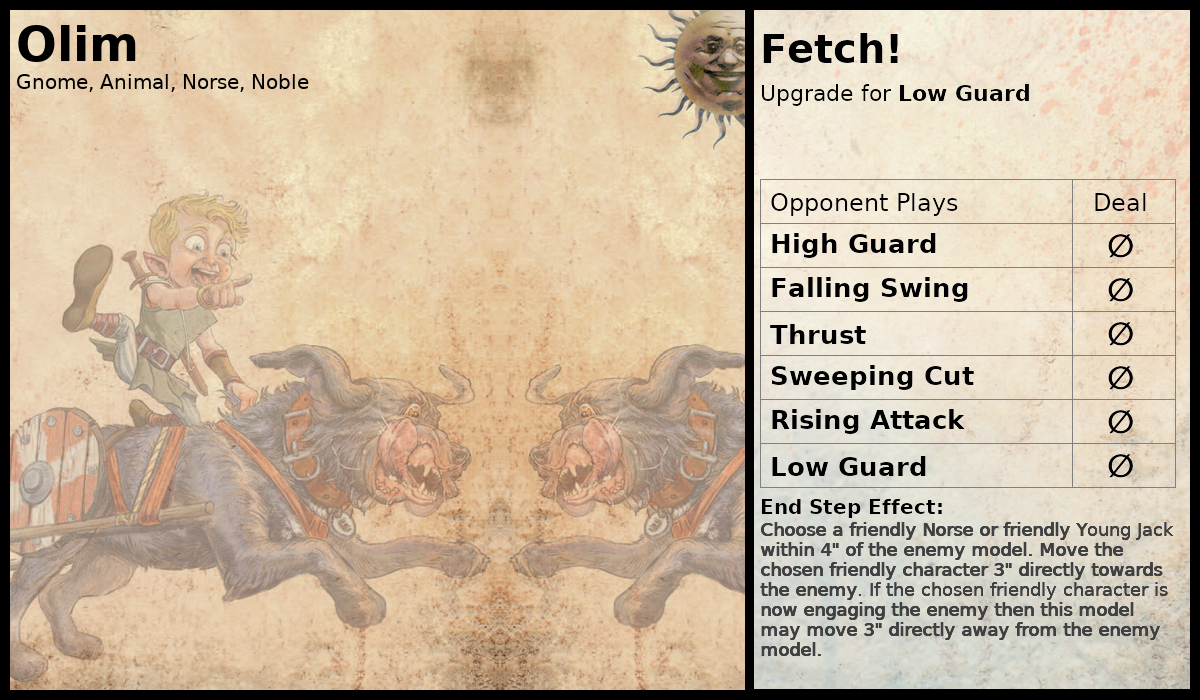 Olim
Gnome, Animal, Norse, Noble
Fetch!
Upgrade for Low Guard
Opponent Plays Deal
High Guard ∅
Falling Swing ∅
Thrust ∅
Sweeping Cut ∅
Rising Attack ∅
Low Guard ∅
End Step Effect:
Choose a friendly Norse or friendly Young Jack
within 4" of the enemy model. Move the
chosen friendly character 3" directly towards
the enemy. If the chosen friendly character is
now engaging the enemy then this model
may move 3" directly away from the enemy
model.